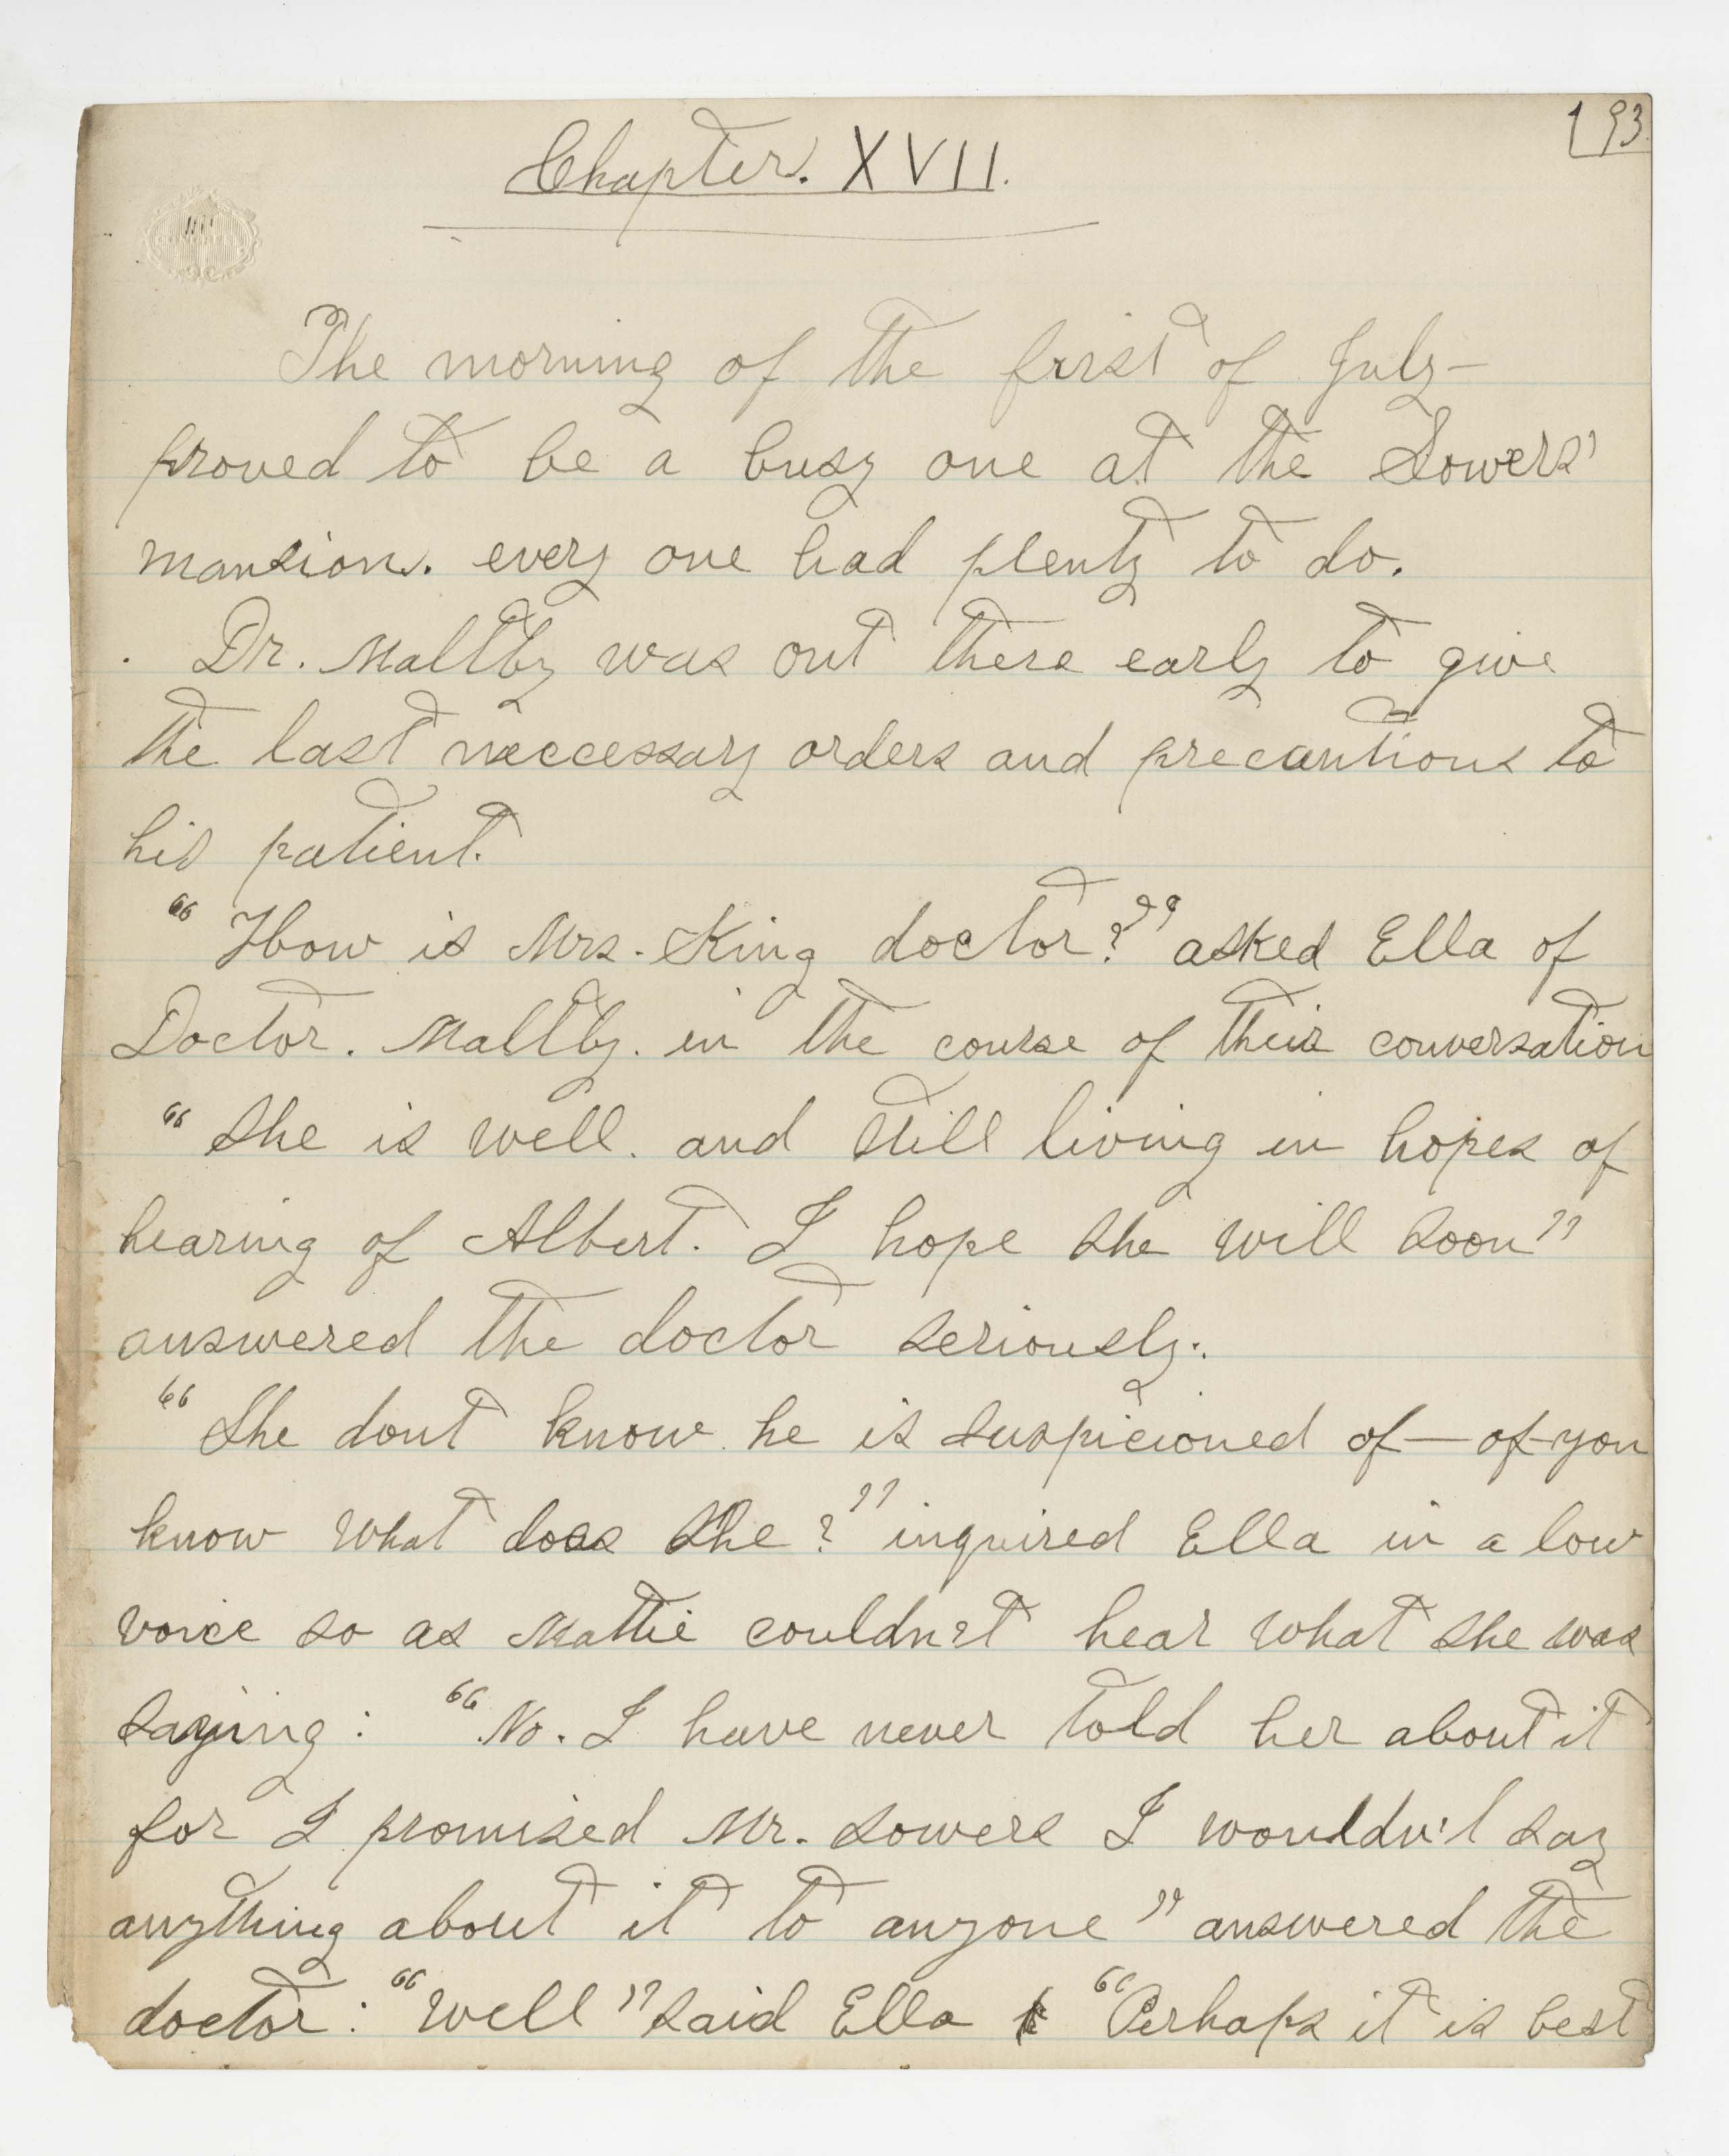 193
Chapter. XVII.
The morning of the first of July—
proved to be a busy one at the Sowers'
mansion. every one had plenty to do.
Dr. Maltby was out there early to give
the last neccessary orders and precautions to
his patient.
“How is Mrs. King doctor?” asked Ella of
Doctor. Maltby. in the course of their conversation
“She is well. and still living in hopes of
hearing of Albert. I hope she will soon”
answered the doctor seriously.
“She dont know he is suspicioned of — of—you
know what does she?” inquired Ella in a low
voice so as Mattie couldn't hear what she was
saying: “No. I have never told her about it
for I promised Mr. Sowers I wouldn't say
anything about it to anyone” answered the
doctor: “Well” said Ella “Perhaps it is best